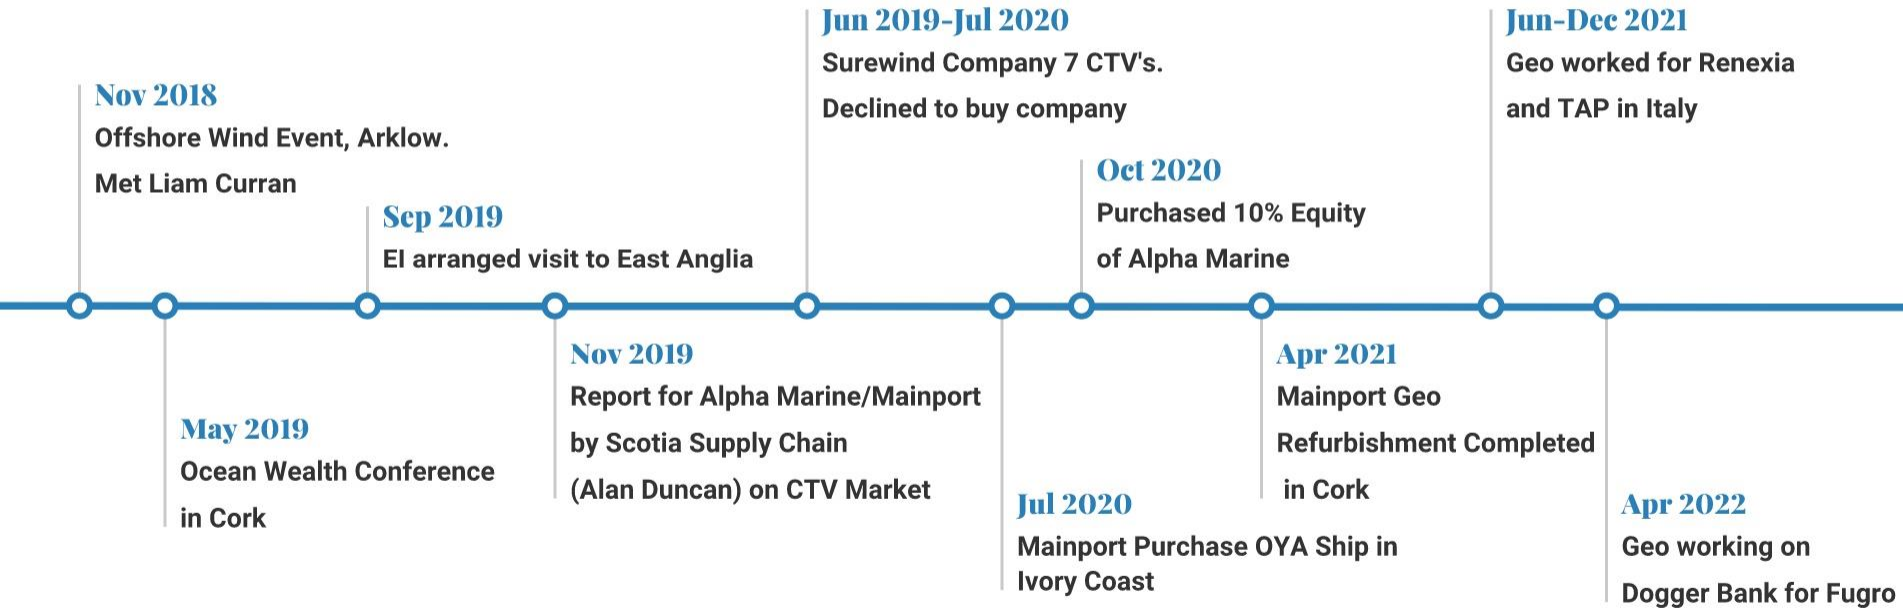 Nov 2018
Offshore Wind Event, Arklow.
Met Liam Curran
May 2019
Ocean Wealth Conference
in Cork
Sep 2019
EI arranged visit to East Anglia
Nov 2019
Report for Alpha Marine/Mainport
by Scotia Supply Chain
(Alan Duncan) on CTV Market
Jun 2019-Jul 2020
Surewind Company 7 CTV's.
Declined to buy company
Jul 2020
Mainport Purchase OYA Ship in
Ivory Coast
Oct 2020
Purchased 10% Equity
of Alpha Marine
Apr 2021
Mainport Geo
Refurbishment Completed
in Cork
Jun-Dec 2021
Geo worked for Renexia
and TAP in Italy
Apr 2022
Geo working on
Dogger Bank for Fugro